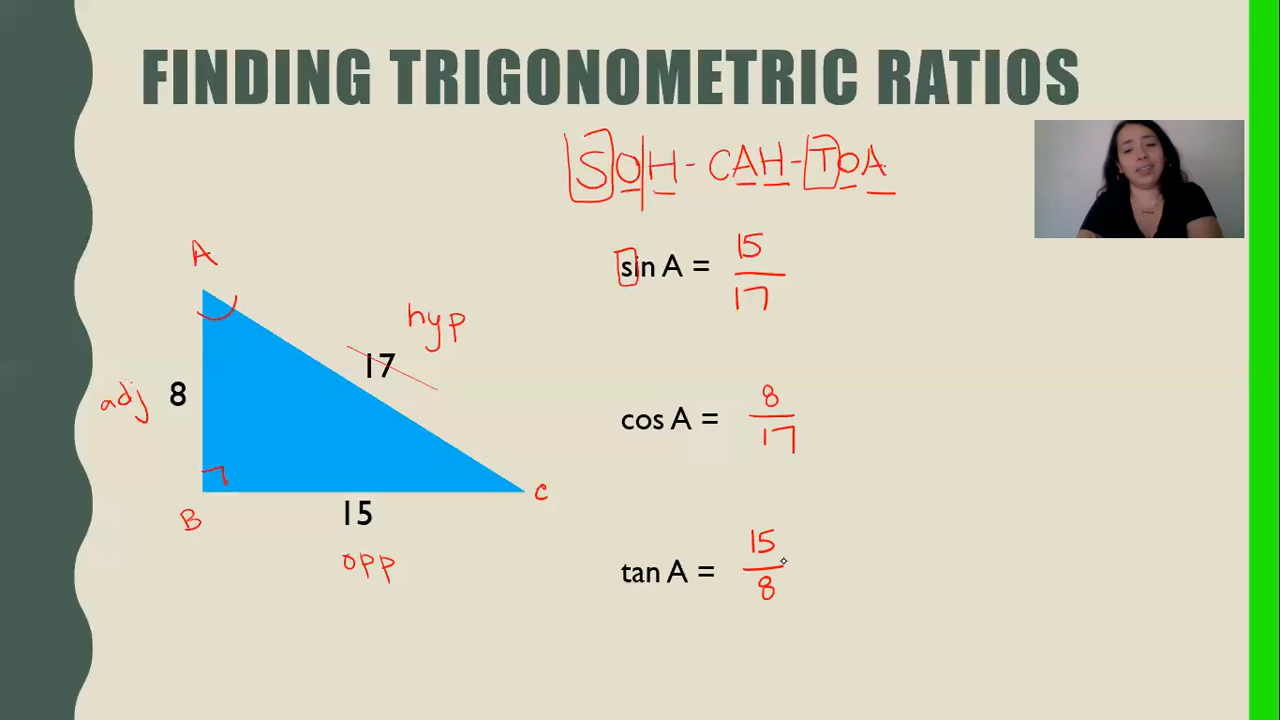 FINDING TRIGONOMETRIC RATIOS
SOH-CAH-TOA
A
sin A = 15/17
hyp
17
adj 8
cos A = 8/17
B
C
15
opp
tan A = 15/8